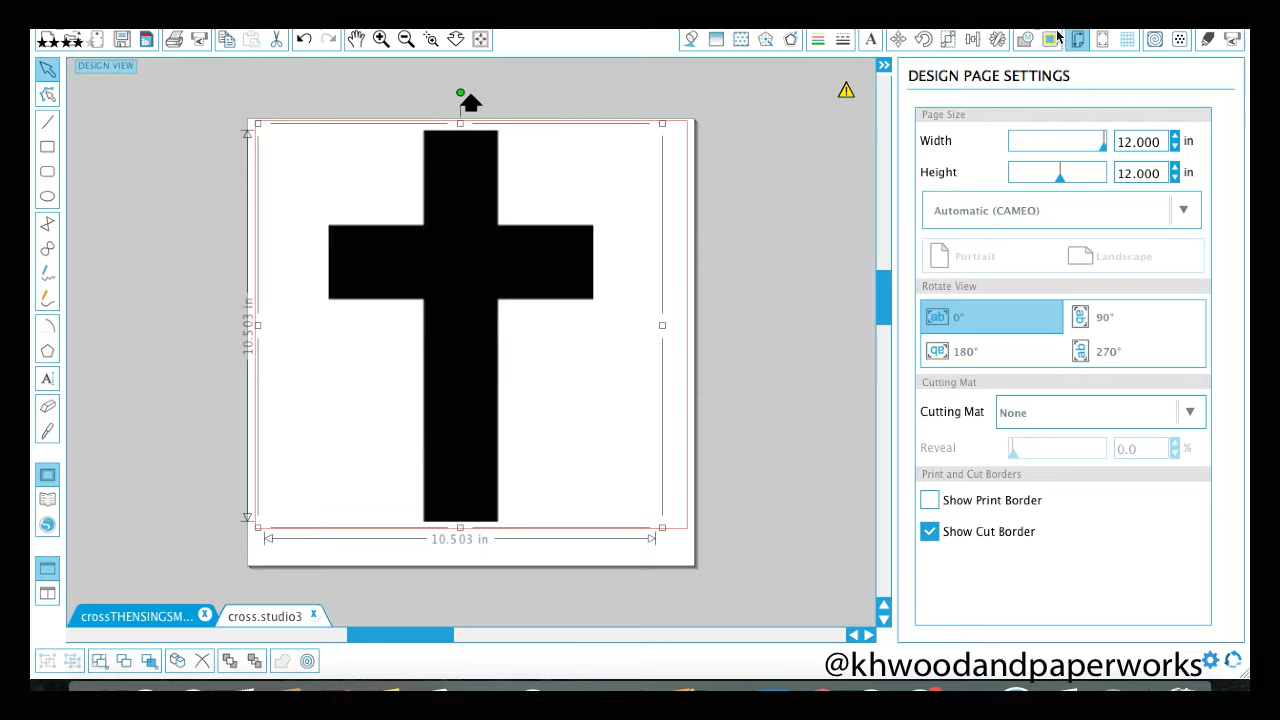 DESIGN VIEW
DESIGN PAGE SETTINGS
Page Size
Width 12.000 in
Height 12.000 in
Automatic (CAMEO)
Portrait Landscape
Rotate View
0° 90°
180° 270°
Cutting Mat
Cutting Mat None
Reveal 0.0 %
Print and Cut Borders
Show Print Border
Show Cut Border
10.503 in
10.503 in
crossTHENSINGSM... x cross.studio3 x
@khwoodandpaperworks